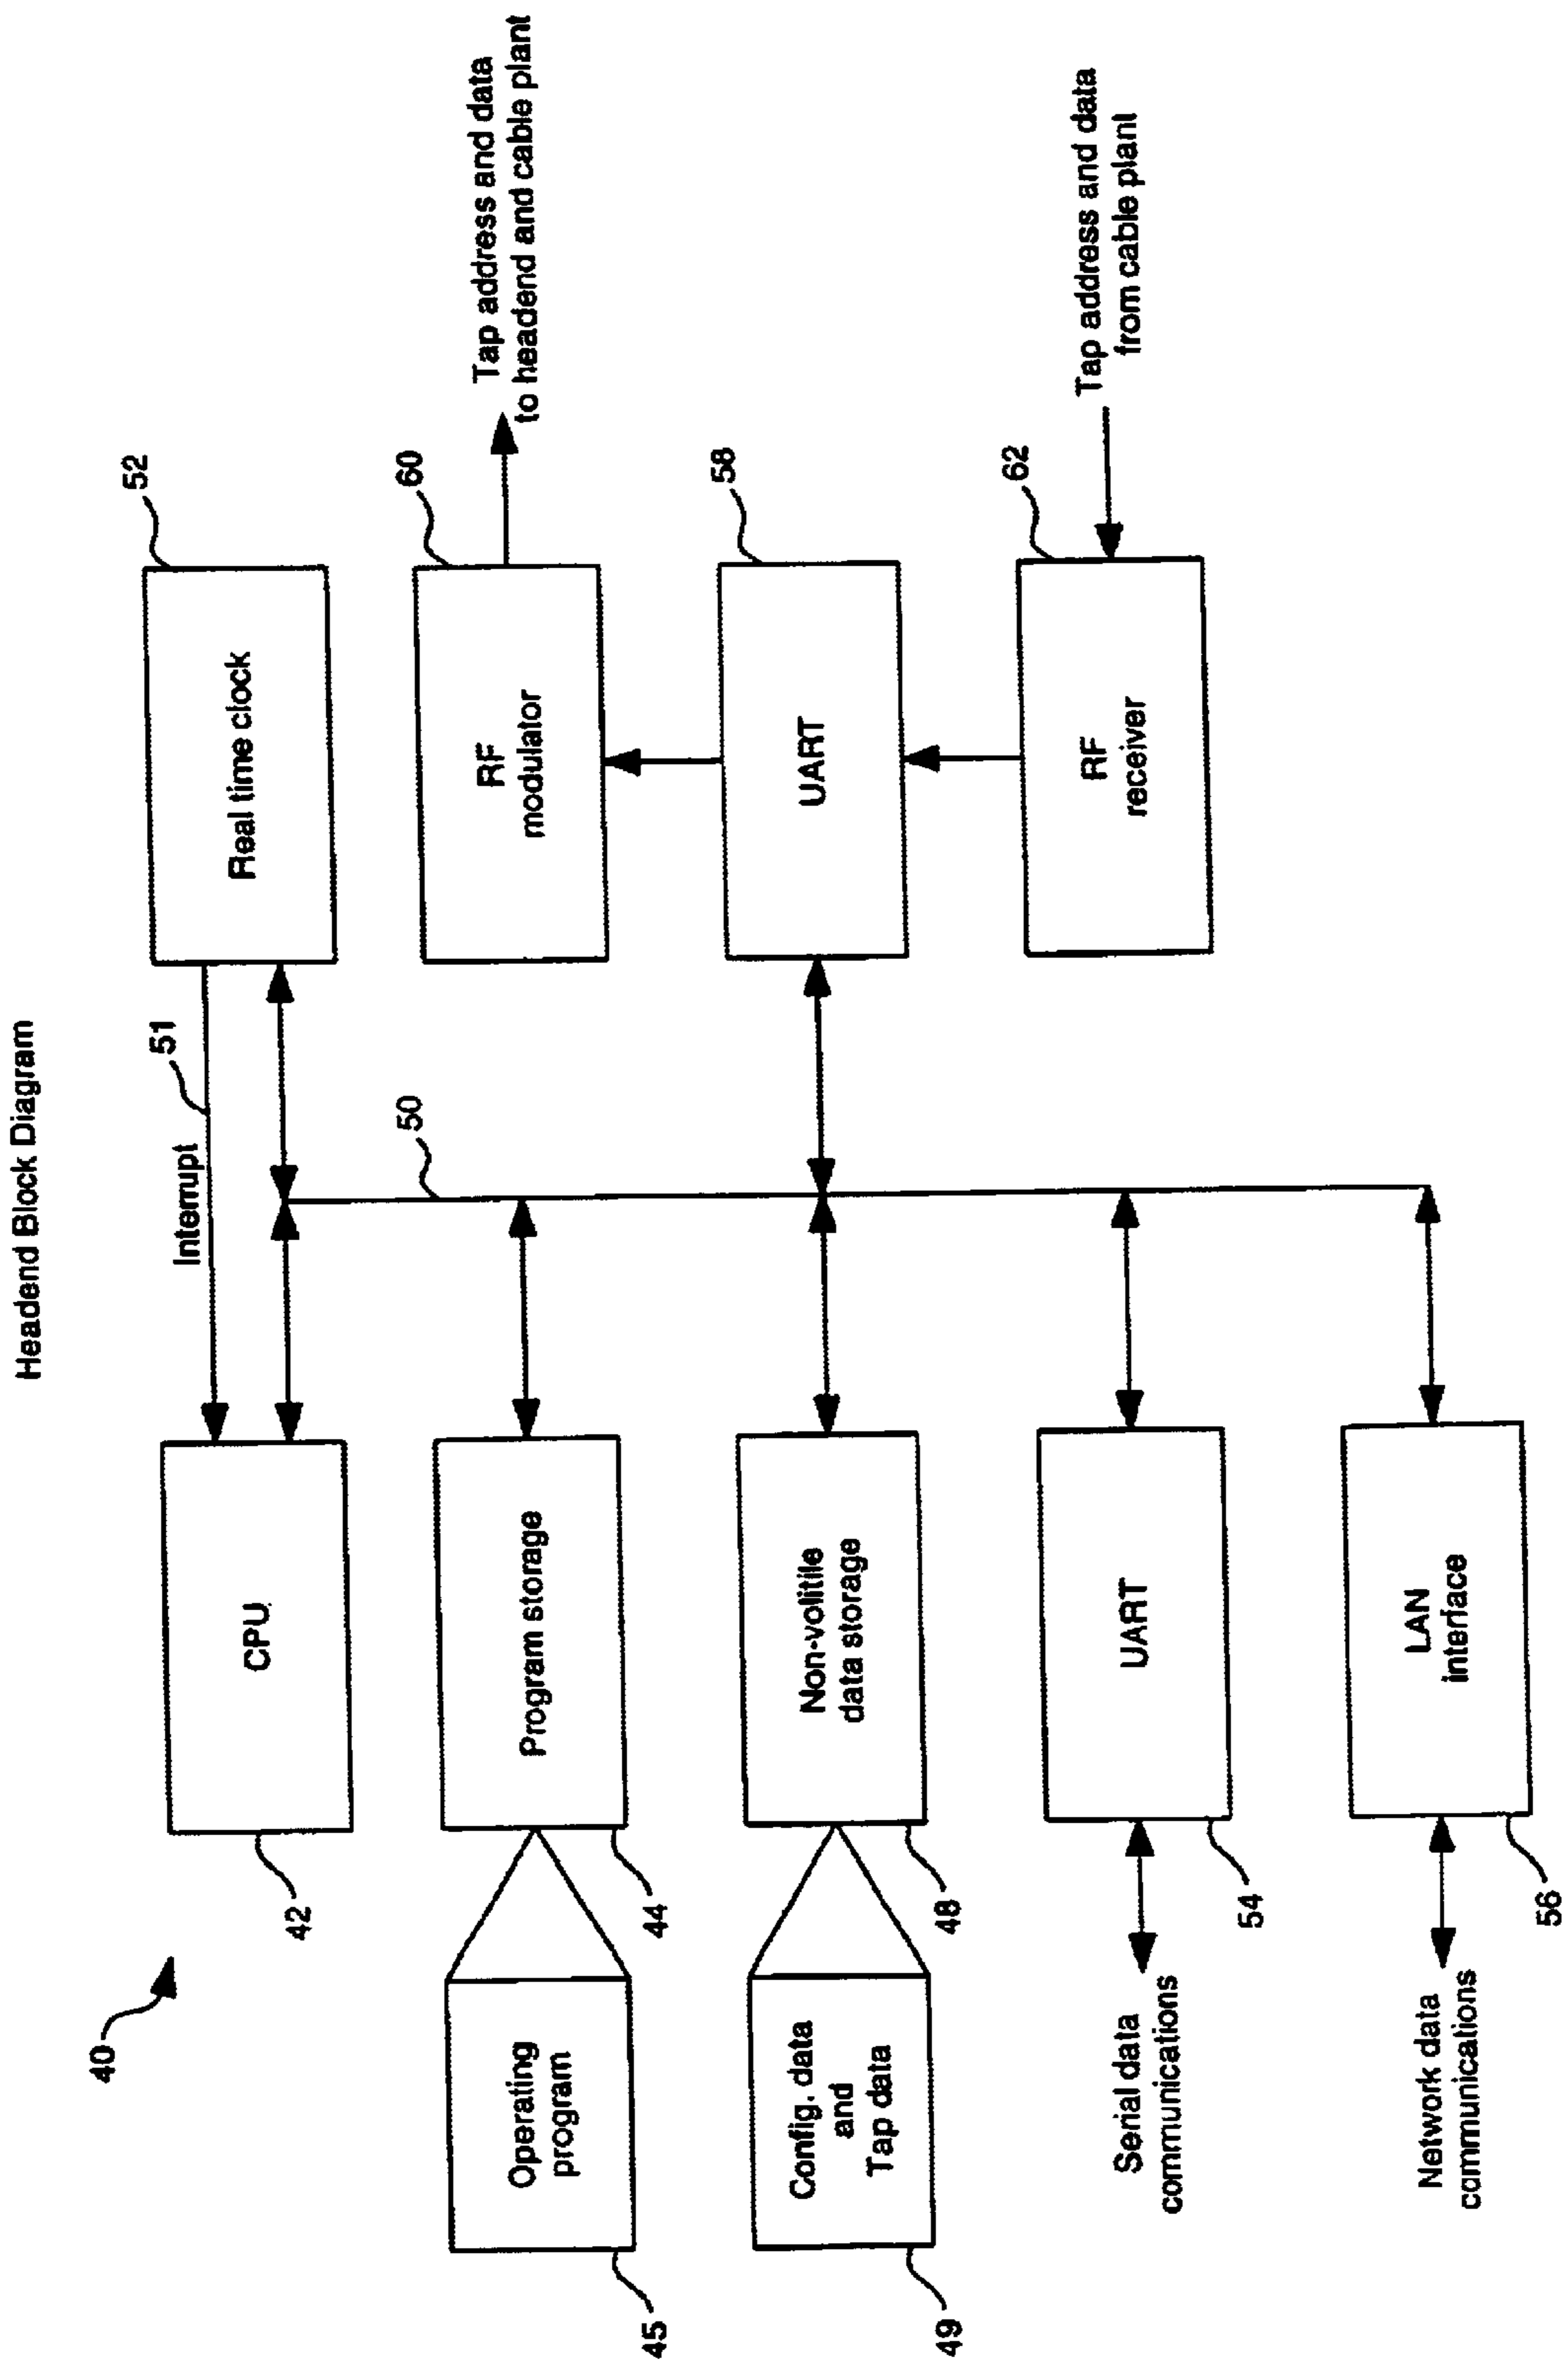 Headend Block Diagram
40
42
CPU
Interrupt
51
Real time clock
52
45
Operating
program
44
Program storage
50
RF
modulator
60
Tap address and data
to headend and cable plant
49
Config. data
and
Tap data
48
Non-volitile
data storage
UART
58
Serial data
communications
54
UART
RF
receiver
62
Tap address and data
from cable plant
Network data
communications
56
LAN
interface